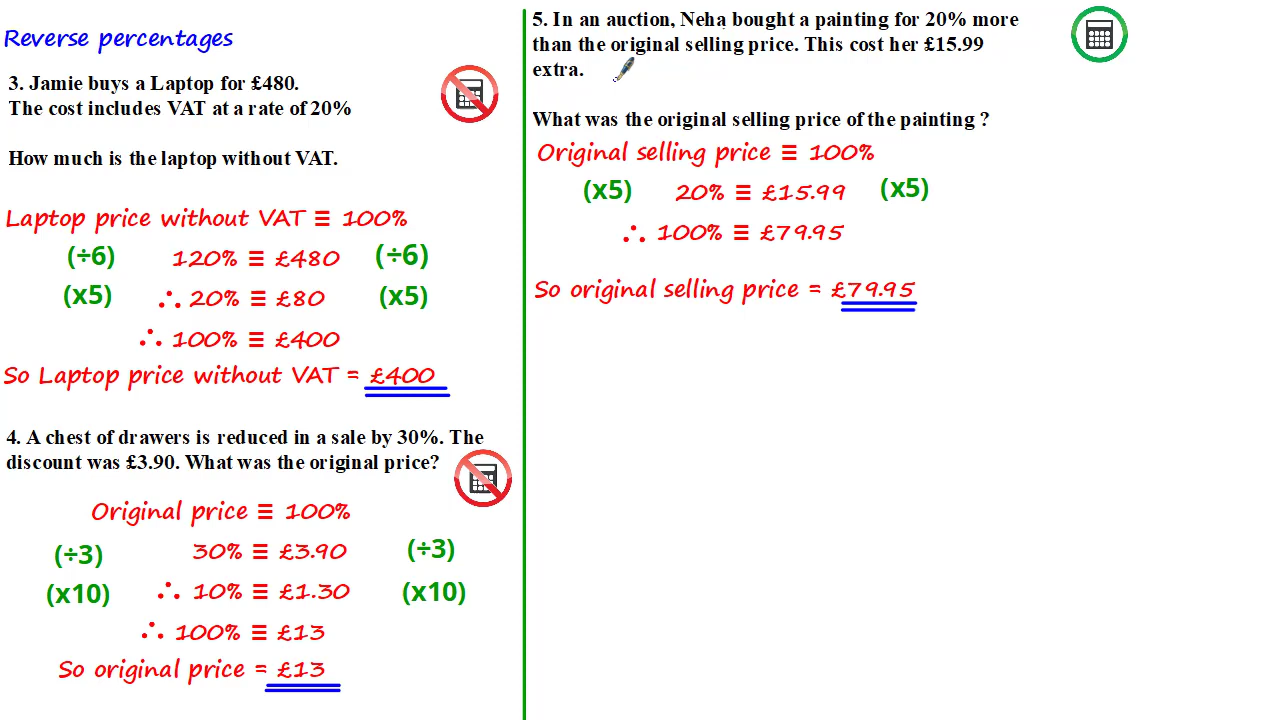 Reverse percentages
3. Jamie buys a Laptop for £480.
The cost includes VAT at a rate of 20%
How much is the laptop without VAT.
Laptop price without VAT ≡ 100%
(÷6) 120% ≡ £480 (÷6)
(x5) ∴ 20% ≡ £80 (x5)
∴ 100% ≡ £400
So Laptop price without VAT = £400
4. A chest of drawers is reduced in a sale by 30%. The
discount was £3.90. What was the original price?
Original price ≡ 100%
(÷3) 30% ≡ £3.90 (÷3)
(x10) ∴ 10% ≡ £1.30 (x10)
∴ 100% ≡ £13
So original price = £13
5. In an auction, Neha bought a painting for 20% more
than the original selling price. This cost her £15.99
extra.
What was the original selling price of the painting ?
Original selling price ≡ 100%
(x5) 20% ≡ £15.99 (x5)
∴ 100% ≡ £79.95
So original selling price = £79.95